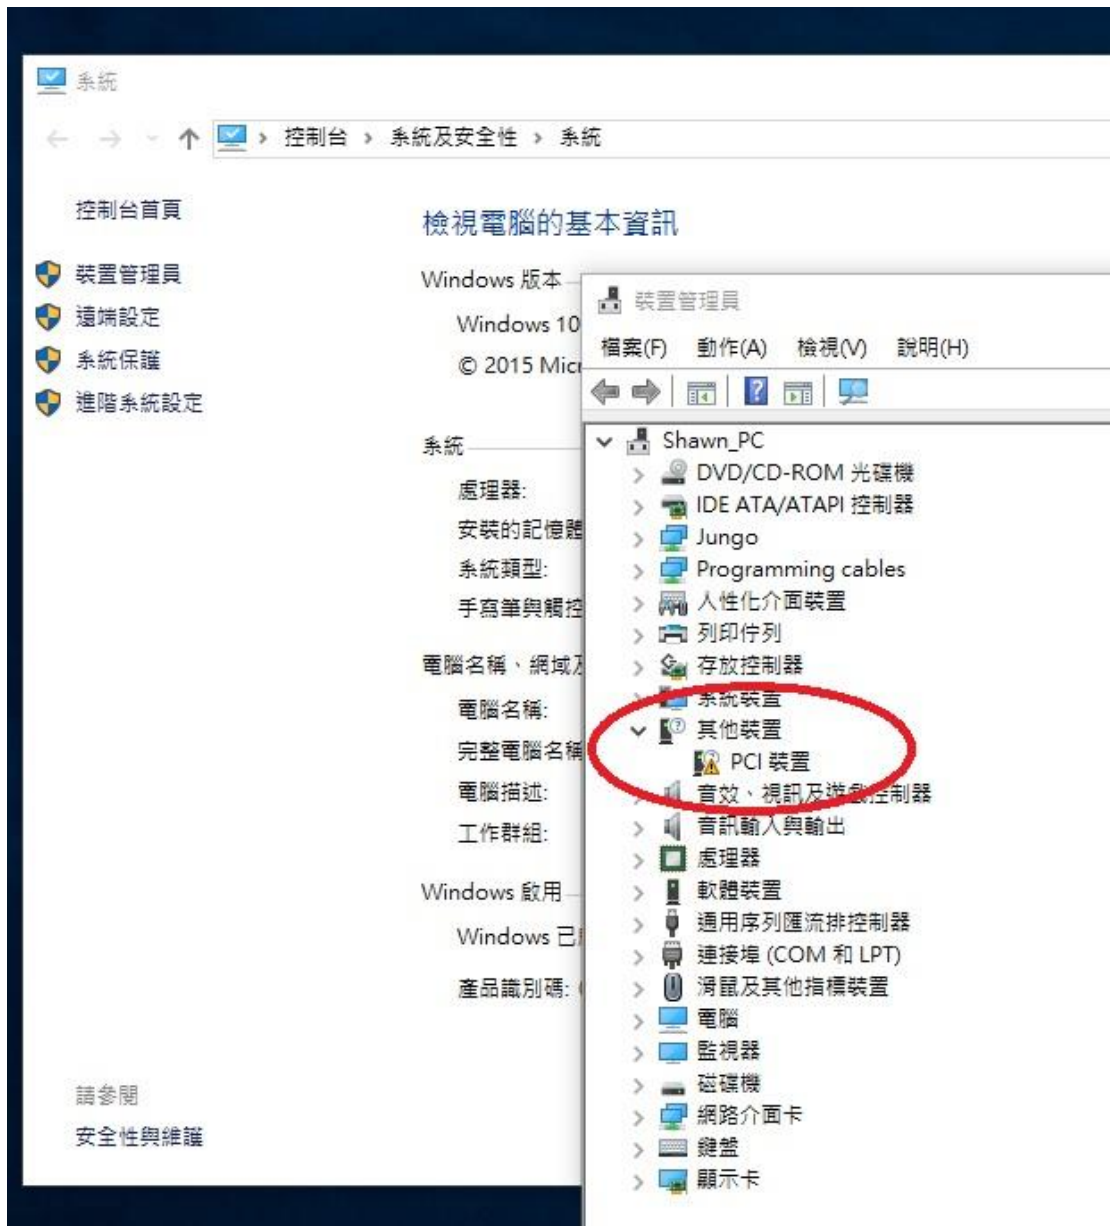 系統
控制台 › 系統及安全性 › 系統
控制台首頁
裝置管理員
遠端設定
系統保護
進階系統設定
請參閱
安全性與維護
檢視電腦的基本資訊
Windows 版本
Windows 10
© 2015 Micr
系統
處理器:
安裝的記憶體
系統類型:
手寫筆與觸控
電腦名稱、網域及
電腦名稱:
完整電腦名稱
電腦描述:
工作群組:
Windows 啟用
Windows 已
產品識別碼:
裝置管理員
檔案(F) 動作(A) 檢視(V) 說明(H)
Shawn_PC
DVD/CD-ROM 光碟機
IDE ATA/ATAPI 控制器
Jungo
Programming cables
人性化介面裝置
列印佇列
存放控制器
系統裝置
其他裝置
PCI 裝置
音效、視訊及遊戲控制器
音訊輸入與輸出
處理器
軟體裝置
通用序列匯流排控制器
連接埠 (COM 和 LPT)
滑鼠及其他指標裝置
電腦
監視器
磁碟機
網路介面卡
鍵盤
顯示卡